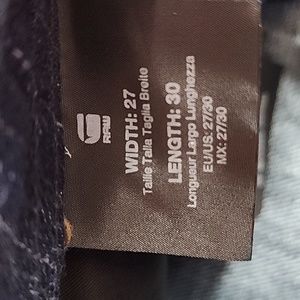 RAW
WIDTH: 27
Taille Talla Taglia Breite
LENGTH: 30
Longueur Largo Lunghezza
EU/US: 27/30
MX: 27/30